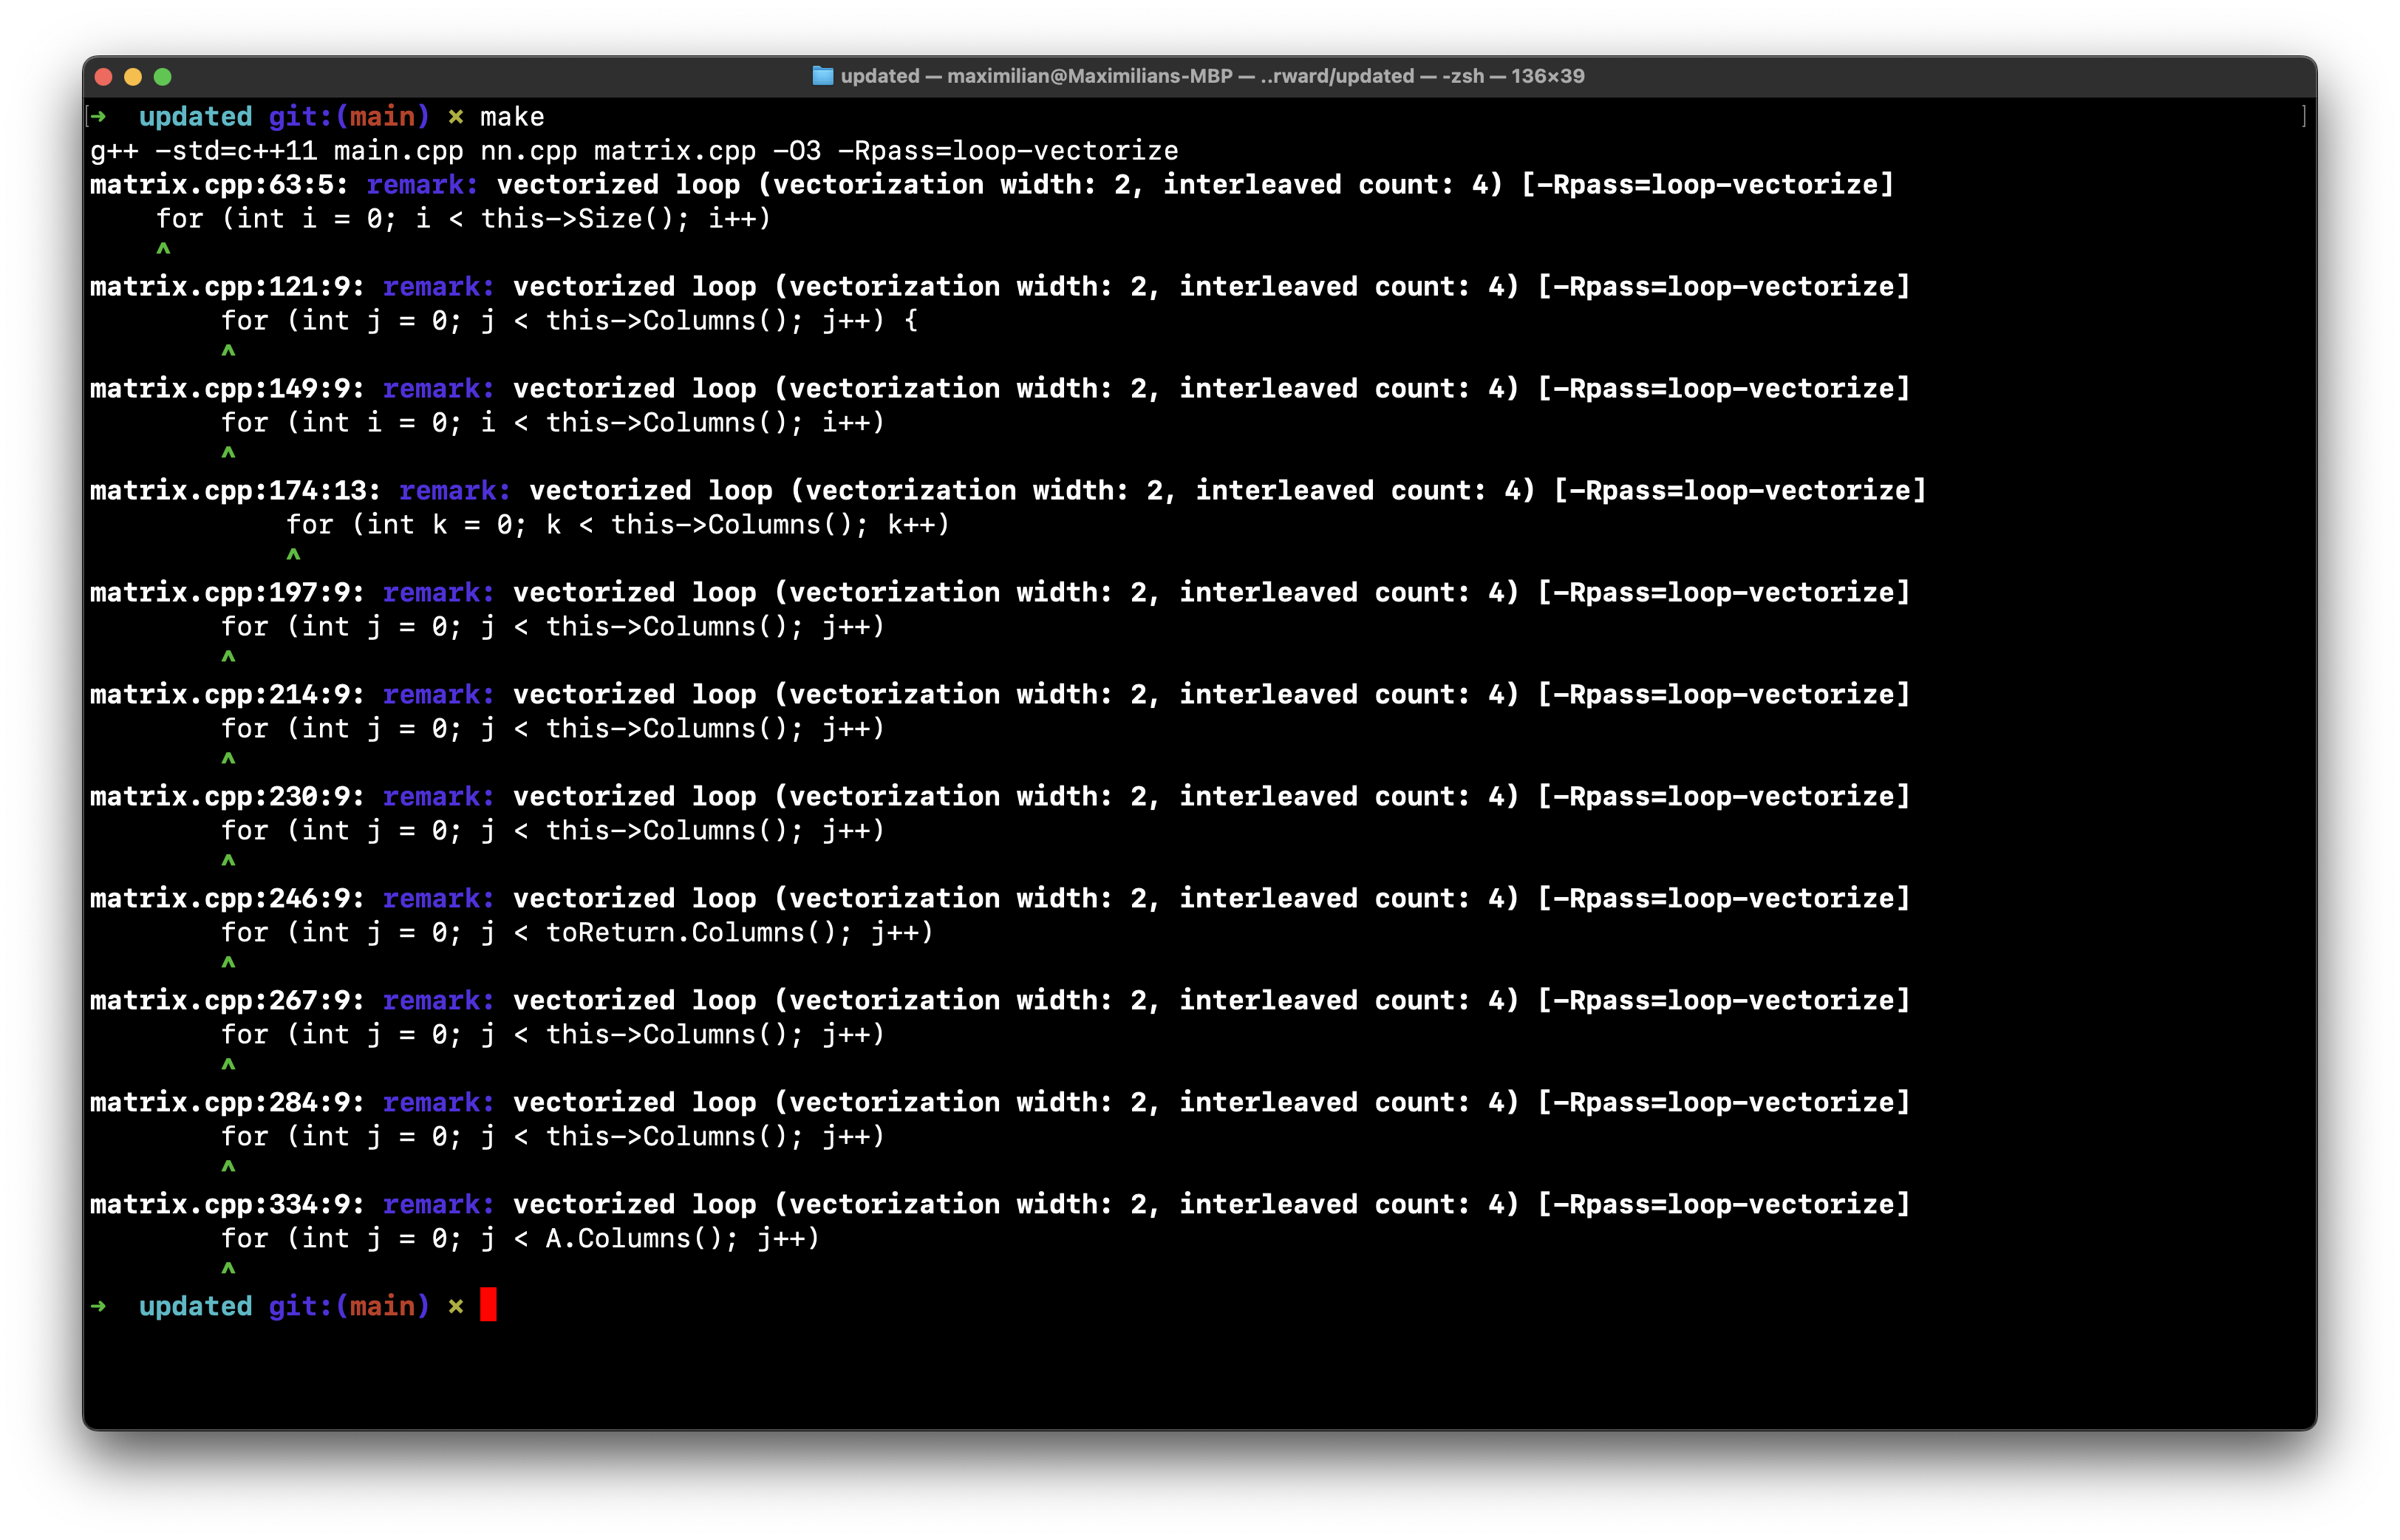 updated — maximilian@Maximilians-MBP — ..rward/updated — -zsh — 136×39
[➜  updated git:(main) ✗ make ]
g++ -std=c++11 main.cpp nn.cpp matrix.cpp -O3 -Rpass=loop-vectorize
matrix.cpp:63:5: remark: vectorized loop (vectorization width: 2, interleaved count: 4) [-Rpass=loop-vectorize]
    for (int i = 0; i < this->Size(); i++)
    ^
matrix.cpp:121:9: remark: vectorized loop (vectorization width: 2, interleaved count: 4) [-Rpass=loop-vectorize]
        for (int j = 0; j < this->Columns(); j++) {
        ^
matrix.cpp:149:9: remark: vectorized loop (vectorization width: 2, interleaved count: 4) [-Rpass=loop-vectorize]
        for (int i = 0; i < this->Columns(); i++)
        ^
matrix.cpp:174:13: remark: vectorized loop (vectorization width: 2, interleaved count: 4) [-Rpass=loop-vectorize]
            for (int k = 0; k < this->Columns(); k++)
            ^
matrix.cpp:197:9: remark: vectorized loop (vectorization width: 2, interleaved count: 4) [-Rpass=loop-vectorize]
        for (int j = 0; j < this->Columns(); j++)
        ^
matrix.cpp:214:9: remark: vectorized loop (vectorization width: 2, interleaved count: 4) [-Rpass=loop-vectorize]
        for (int j = 0; j < this->Columns(); j++)
        ^
matrix.cpp:230:9: remark: vectorized loop (vectorization width: 2, interleaved count: 4) [-Rpass=loop-vectorize]
        for (int j = 0; j < this->Columns(); j++)
        ^
matrix.cpp:246:9: remark: vectorized loop (vectorization width: 2, interleaved count: 4) [-Rpass=loop-vectorize]
        for (int j = 0; j < toReturn.Columns(); j++)
        ^
matrix.cpp:267:9: remark: vectorized loop (vectorization width: 2, interleaved count: 4) [-Rpass=loop-vectorize]
        for (int j = 0; j < this->Columns(); j++)
        ^
matrix.cpp:284:9: remark: vectorized loop (vectorization width: 2, interleaved count: 4) [-Rpass=loop-vectorize]
        for (int j = 0; j < this->Columns(); j++)
        ^
matrix.cpp:334:9: remark: vectorized loop (vectorization width: 2, interleaved count: 4) [-Rpass=loop-vectorize]
        for (int j = 0; j < A.Columns(); j++)
        ^
➜  updated git:(main) ✗